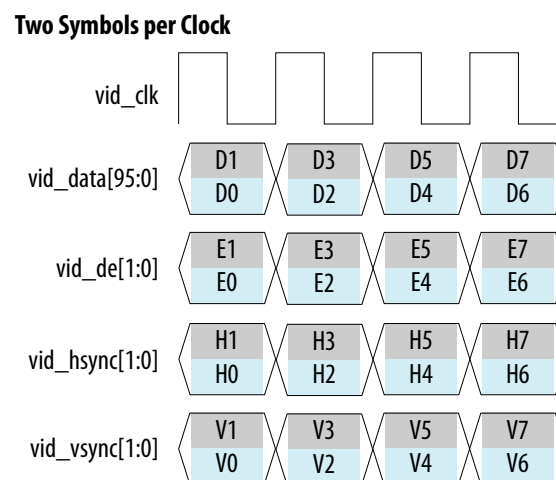 Two Symbols per Clock
vid_clk
vid_data[95:0]
D1 D3 D5 D7
D0 D2 D4 D6
vid_de[1:0]
E1 E3 E5 E7
E0 E2 E4 E6
vid_hsync[1:0]
H1 H3 H5 H7
H0 H2 H4 H6
vid_vsync[1:0]
V1 V3 V5 V7
V0 V2 V4 V6